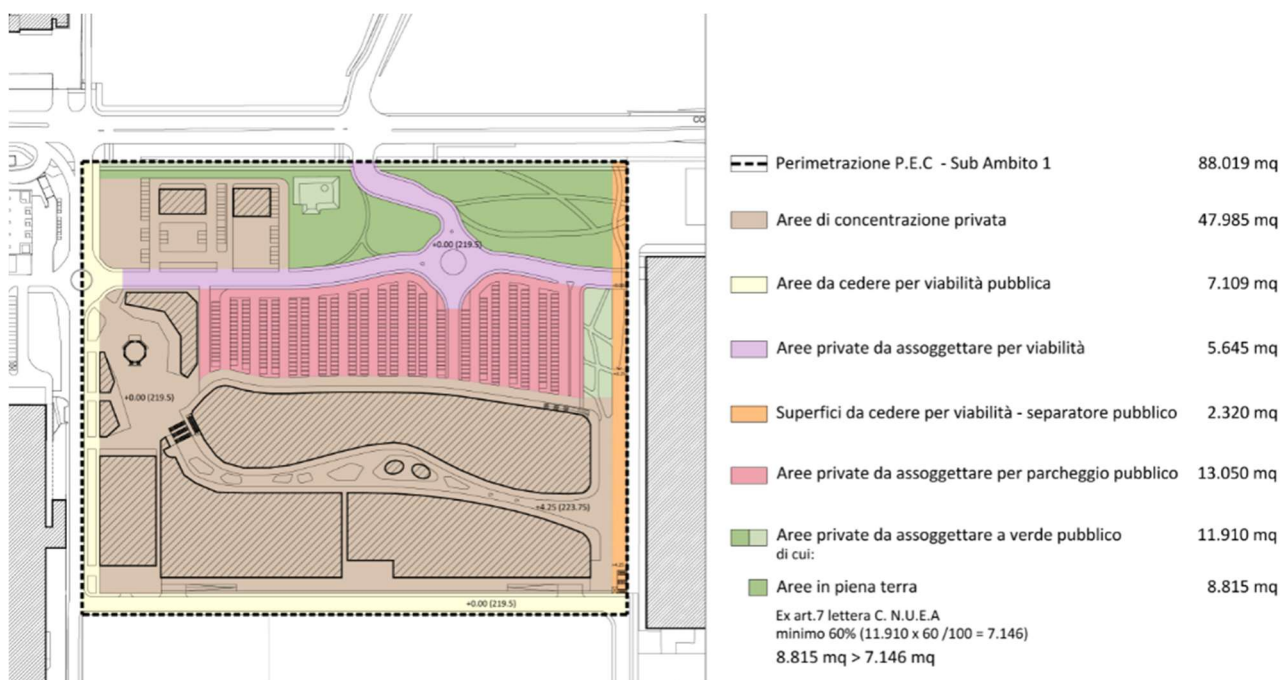 CO
+0.00 (219.5)
+0.00 (219.5)
+4.25 (223.75)
+0.00 (219.5)
Perimetrazione P.E.C - Sub Ambito 1 88.019 mq
Aree di concentrazione privata 47.985 mq
Aree da cedere per viabilità pubblica 7.109 mq
Aree private da assoggettare per viabilità 5.645 mq
Superfici da cedere per viabilità - separatore pubblico 2.320 mq
Aree private da assoggettare per parcheggio pubblico 13.050 mq
Aree private da assoggettare a verde pubblico 11.910 mq
di cui:
Aree in piena terra 8.815 mq
Ex art.7 lettera C. N.U.E.A
minimo 60% (11.910 x 60 /100 = 7.146)
8.815 mq > 7.146 mq